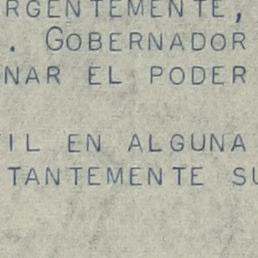 RGENTEMENTE,
. GOBERNADOR
NAR EL PODER
IL EN ALGUNA
TANTEMENTE SU